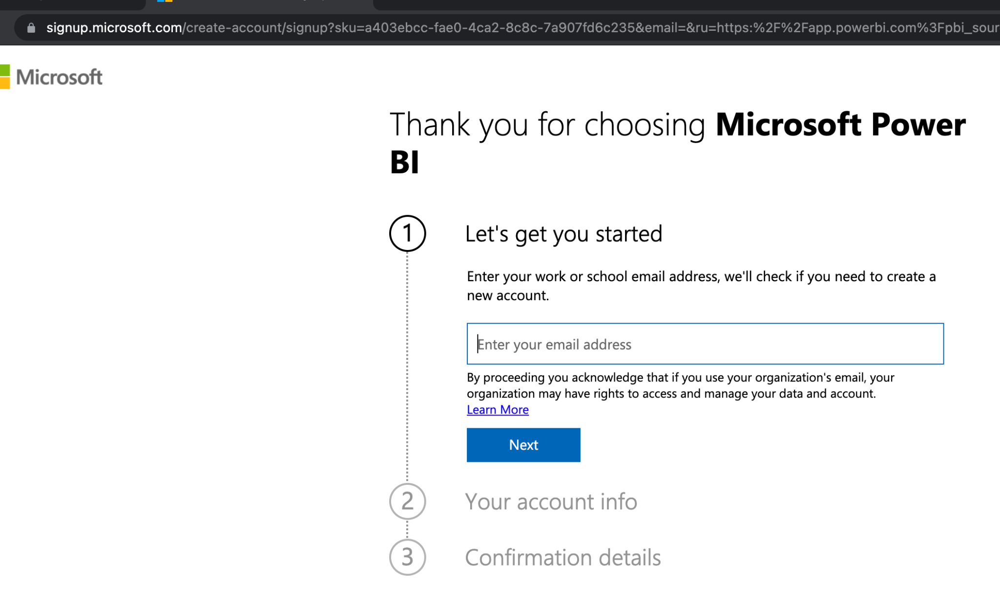 signup.microsoft.com/create-account/signup?sku=a403ebcc-fae0-4ca2-8c8c-7a907fd6c235&email=&ru=https:%2F%2Fapp.powerbi.com%3Fpbi_sour
Microsoft
Thank you for choosing Microsoft Power
BI
1 Let's get you started
Enter your work or school email address, we'll check if you need to create a
new account.
Enter your email address
By proceeding you acknowledge that if you use your organization's email, your
organization may have rights to access and manage your data and account.
Learn More
Next
2 Your account info
3 Confirmation details